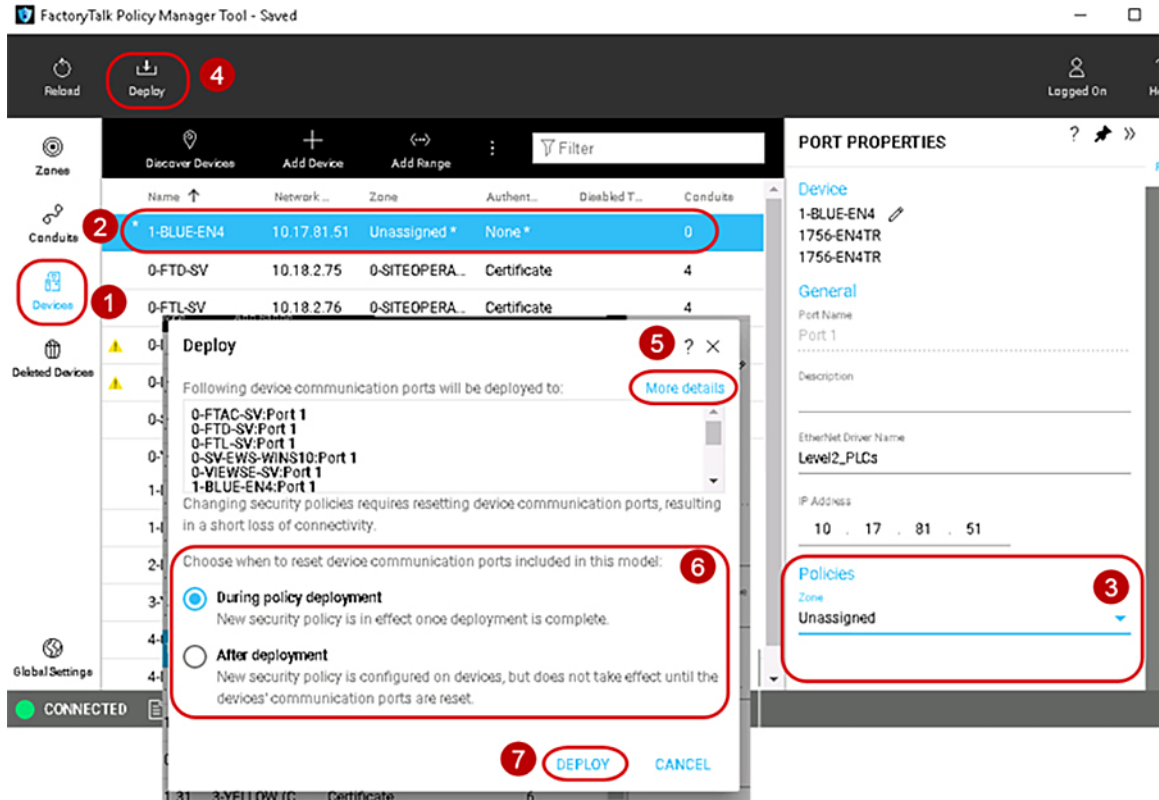 FactoryTalk Policy Manager Tool - Saved
Reload
Deploy
4
Logged On
Zones
Conduits
1
Devices
Deleted Devices
Global Settings
CONNECTED
Discover Devices
Add Device
Add Range
Filter
Name Network ... Zone Authent... Disabled T... Conduits
2
* 1-BLUE-EN4 10.17.81.51 Unassigned * None * 0
0-FTD-SV 10.18.2.75 0-SITEOPERA... Certificate 4
0-FTL-SV 10.18.2.76 0-SITEOPERA... Certificate 4
Deploy
5
? ×
Following device communication ports will be deployed to:
More details
0-FTAC-SV:Port 1
0-FTD-SV:Port 1
0-FTL-SV:Port 1
0-SV-EWS-WINS10:Port 1
0-VIEWSE-SV:Port 1
1-BLUE-EN4:Port 1
Changing security policies requires resetting device communication ports, resulting
in a short loss of connectivity.
Choose when to reset device communication ports included in this model:
6
During policy deployment
New security policy is in effect once deployment is complete.
After deployment
New security policy is configured on devices, but does not take effect until the
devices' communication ports are reset.
7
DEPLOY
CANCEL
3-YELLOW (C Certificate 6
PORT PROPERTIES
?
Device
1-BLUE-EN4
1756-EN4TR
1756-EN4TR
General
Port Name
Port 1
Description
EtherNet Driver Name
Level2_PLCs
IP Address
10 . 17 . 81 . 51
Policies
3
Zone
Unassigned